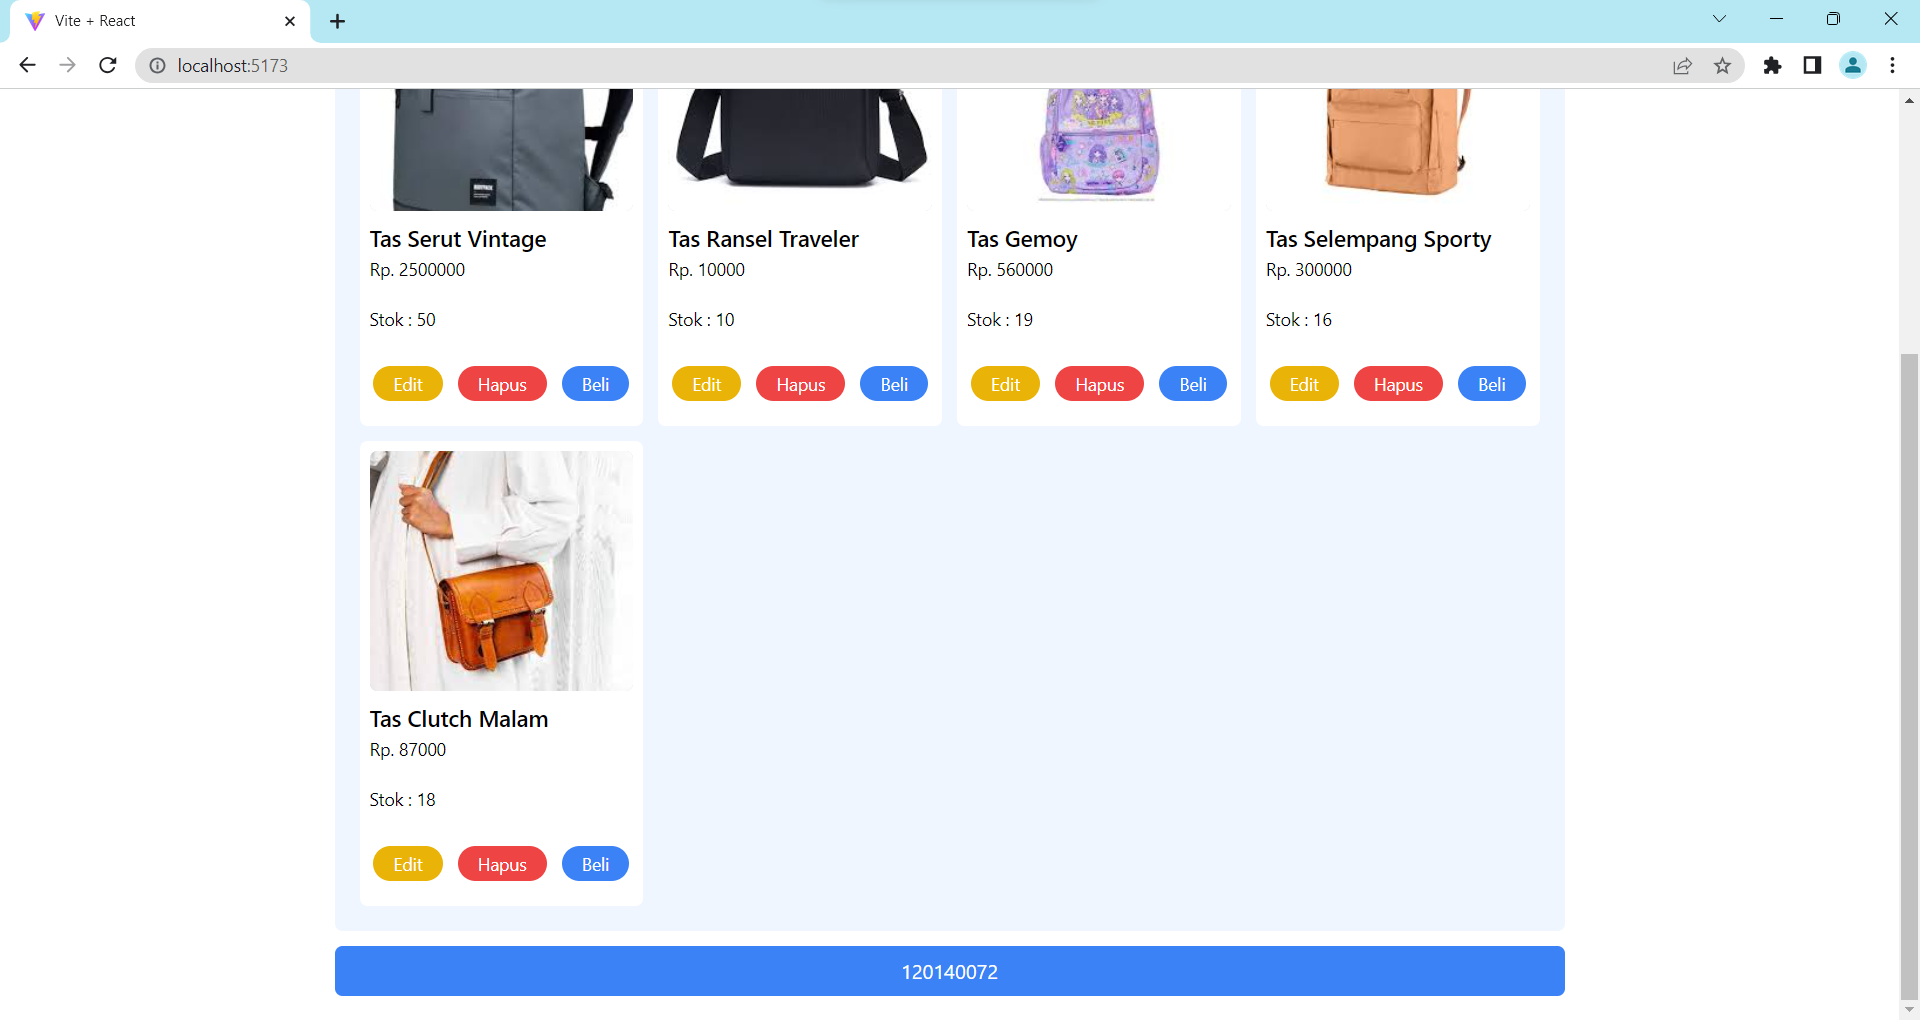 Vite + React
localhost:5173
Tas Serut Vintage
Rp. 2500000
Stok : 50
Edit Hapus Beli
Tas Ransel Traveler
Rp. 10000
Stok : 10
Edit Hapus Beli
Tas Gemoy
Rp. 560000
Stok : 19
Edit Hapus Beli
Tas Selempang Sporty
Rp. 300000
Stok : 16
Edit Hapus Beli
Tas Clutch Malam
Rp. 87000
Stok : 18
Edit Hapus Beli
120140072